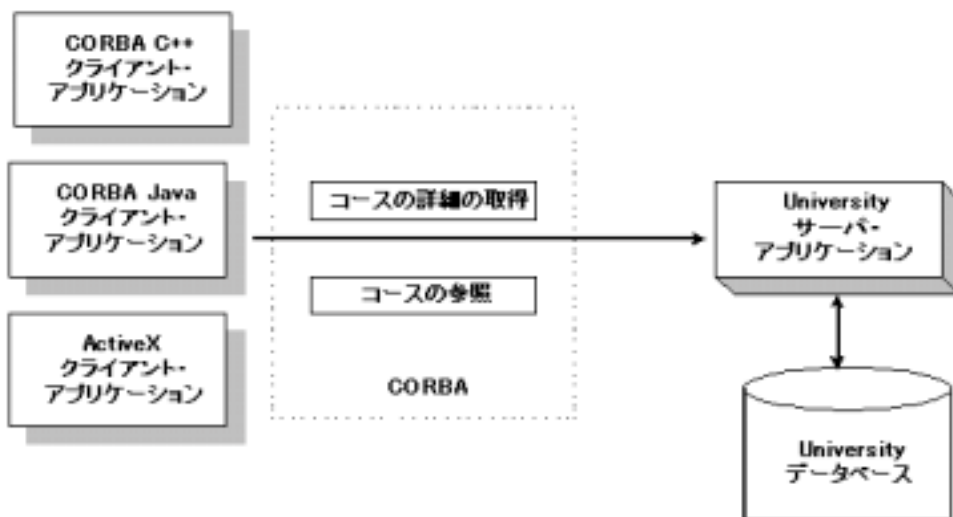 CORBA C++
クライアント・
アプリケーション
CORBA Java
クライアント・
アプリケーション
ActiveX
クライアント・
アプリケーション
コースの詳細の取得
コースの参照
CORBA
University
サーバ・
アプリケーション
University
データベース